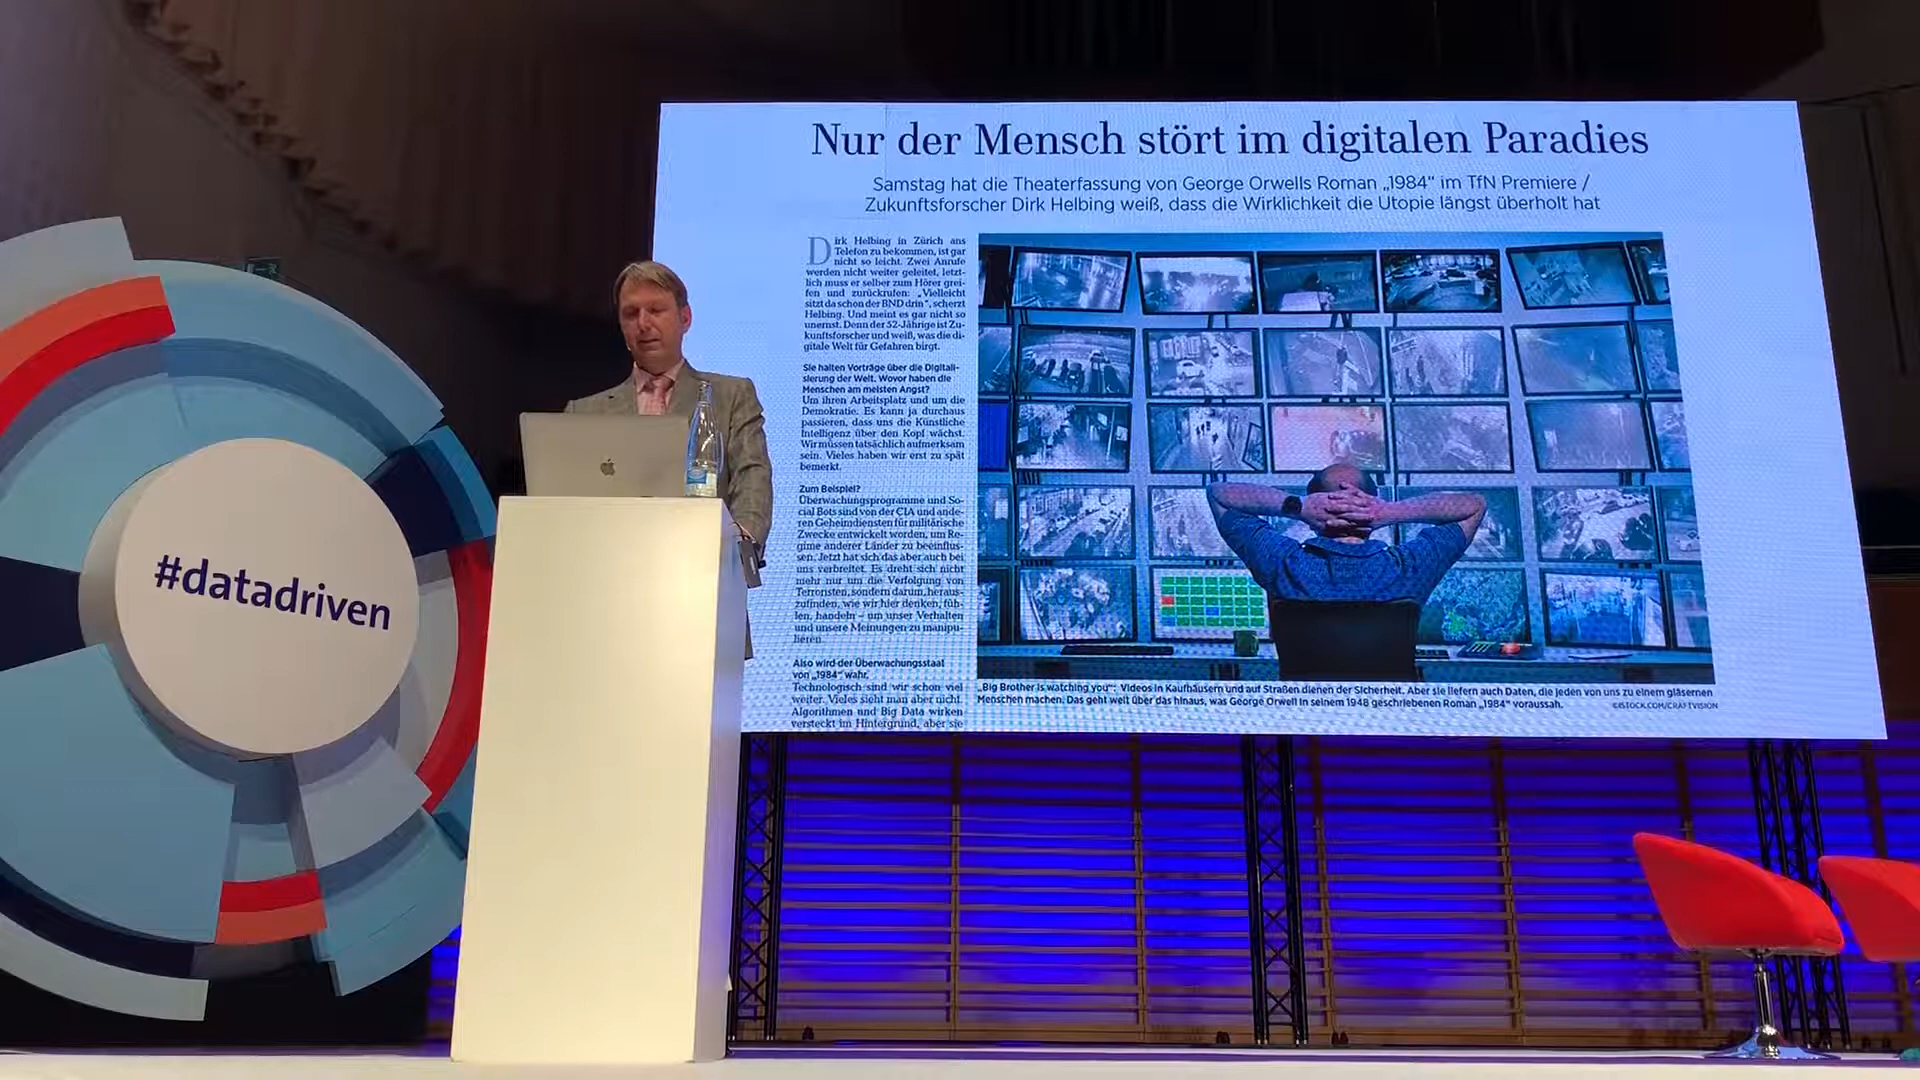 Nur der Mensch stört im digitalen Paradies
Samstag hat die Theaterfassung von George Orwells Roman „1984“ im TfN Premiere /
Zukunftsforscher Dirk Helbing weiß, dass die Wirklichkeit die Utopie längst überholt hat
Dirk Helbing in Zürich ans
Telefon zu bekommen, ist gar
nicht so leicht. Zwei Anrufe
werden nicht weiter geleitet, letzt-
lich muss er selber zum Hörer grei-
fen und zurückrufen: „Vielleicht
sitzt da schon der BND drin“, scherzt
Helbing. Und meint es gar nicht so
unernst. Denn der 52-Jährige ist Zu-
kunftsforscher und weiß, was die di-
gitale Welt für Gefahren birgt.
Sie halten Vorträge über die Digitali-
sierung der Welt. Wovor haben die
Menschen am meisten Angst?
Um ihren Arbeitsplatz und um die
Demokratie. Es kann ja durchaus
passieren, dass uns die Künstliche
Intelligenz über den Kopf wächst.
Wir müssen tatsächlich aufmerksam
sein. Vieles haben wir erst zu spät
bemerkt.
Zum Beispiel?
Überwachungsprogramme und So-
cial Bots sind von der CIA und ande-
ren Geheimdiensten für militärische
Zwecke entwickelt worden, um Re-
gime anderer Länder zu beeinflus-
sen. Jetzt hat sich das aber auch bei
uns verbreitet. Es dreht sich nicht
mehr nur um die Verfolgung von
Terroristen, sondern darum, heraus-
zufinden, wie wir hier denken, füh-
len, handeln – um unser Verhalten
und unsere Meinungen zu manipu-
lieren.
Also wird der Überwachungsstaat
von „1984“ wahr.
Technologisch sind wir schon viel
weiter. Vieles sieht man aber nicht.
Algorithmen und Big Data wirken
versteckt im Hintergrund, aber sie
„Big Brother is watching you“: Videos in Kaufhäusern und auf Straßen dienen der Sicherheit. Aber sie liefern auch Daten, die jeden von uns zu einem gläsernen
Menschen machen. Das geht weit über das hinaus, was George Orwell in seinem 1948 geschriebenen Roman „1984“ voraussah.
©ISTOCK.COM/CRAFTVISION
#datadriven